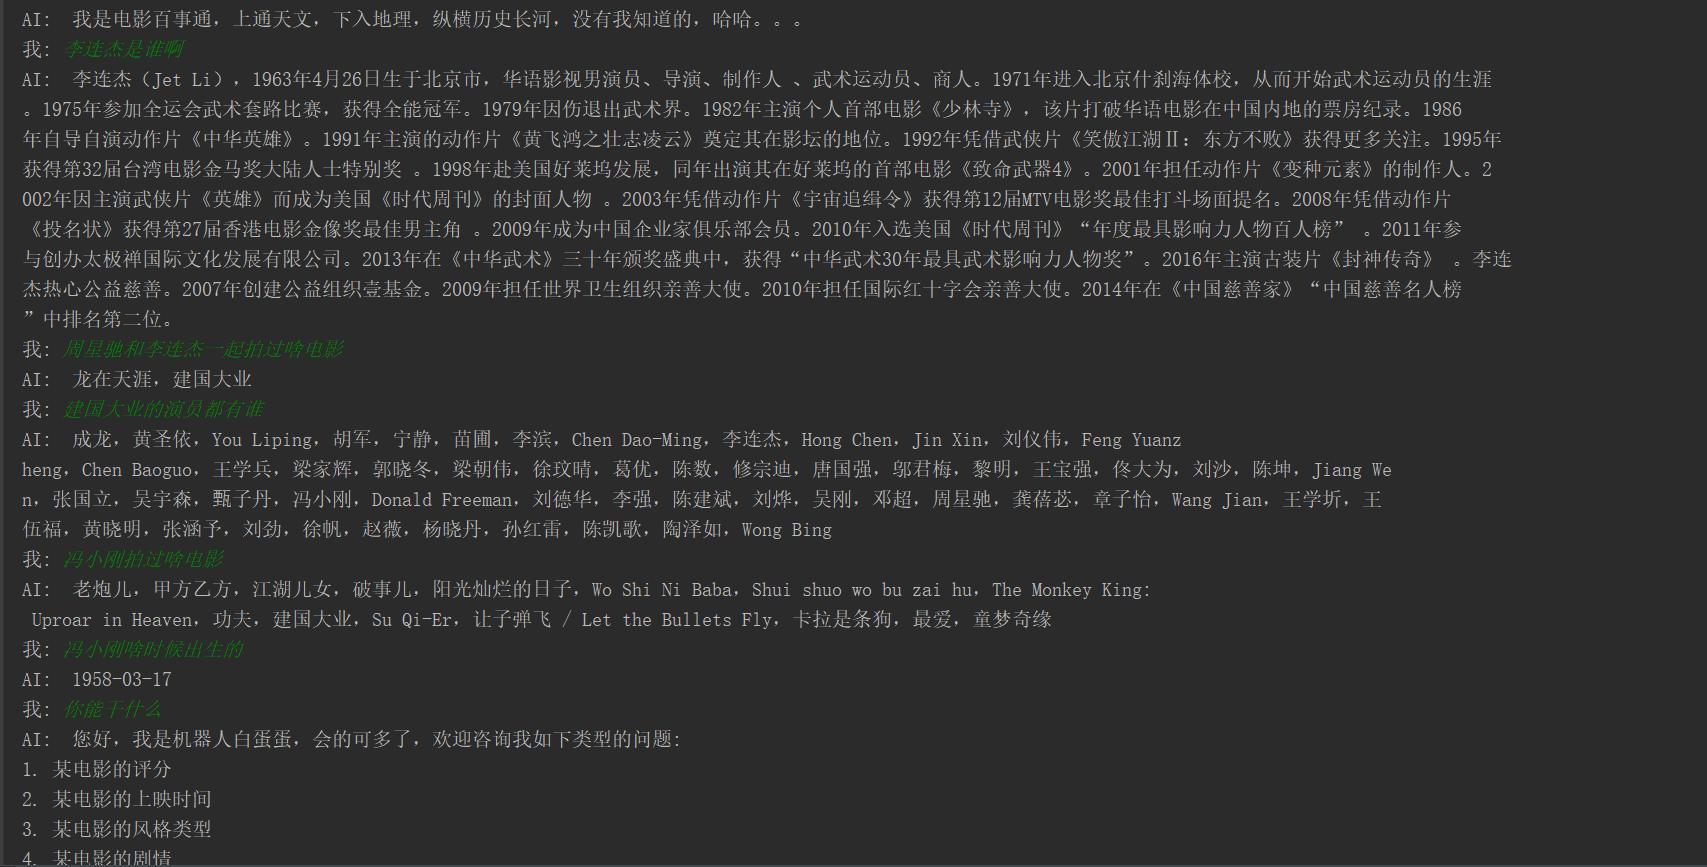 AI:  我是电影百事通，上通天文，下入地理，纵横历史长河，没有我知道的，哈哈。。。
我: 李连杰是谁啊
AI:  李连杰（Jet Li），1963年4月26日生于北京市，华语影视男演员、导演、制作人 、武术运动员、商人。1971年进入北京什刹海体校，从而开始武术运动员的生涯
。1975年参加全运会武术套路比赛，获得全能冠军。1979年因伤退出武术界。1982年主演个人首部电影《少林寺》，该片打破华语电影在中国内地的票房纪录。1986
年自导自演动作片《中华英雄》。1991年主演的动作片《黄飞鸿之壮志凌云》奠定其在影坛的地位。1992年凭借武侠片《笑傲江湖Ⅱ：东方不败》获得更多关注。1995年
获得第32届台湾电影金马奖大陆人士特别奖 。1998年赴美国好莱坞发展，同年出演其在好莱坞的首部电影《致命武器4》。2001年担任动作片《变种元素》的制作人。2
002年因主演武侠片《英雄》而成为美国《时代周刊》的封面人物 。2003年凭借动作片《宇宙追缉令》获得第12届MTV电影奖最佳打斗场面提名。2008年凭借动作片
《投名状》获得第27届香港电影金像奖最佳男主角 。2009年成为中国企业家俱乐部会员。2010年入选美国《时代周刊》“年度最具影响力人物百人榜” 。2011年参
与创办太极禅国际文化发展有限公司。2013年在《中华武术》三十年颁奖盛典中，获得“中华武术30年最具武术影响力人物奖”。2016年主演古装片《封神传奇》 。李连
杰热心公益慈善。2007年创建公益组织壹基金。2009年担任世界卫生组织亲善大使。2010年担任国际红十字会亲善大使。2014年在《中国慈善家》“中国慈善名人榜
”中排名第二位。
我: 周星驰和李连杰一起拍过啥电影
AI:  龙在天涯，建国大业
我: 建国大业的演员都有谁
AI:  成龙，黄圣依，You Liping，胡军，宁静，苗圃，李滨，Chen Dao-Ming，李连杰，Hong Chen，Jin Xin，刘仪伟，Feng Yuanz
heng，Chen Baoguo，王学兵，梁家辉，郭晓冬，梁朝伟，徐玟晴，葛优，陈数，修宗迪，唐国强，邬君梅，黎明，王宝强，佟大为，刘沙，陈坤，Jiang We
n，张国立，吴宇森，甄子丹，冯小刚，Donald Freeman，刘德华，李强，陈建斌，刘烨，吴刚，邓超，周星驰，龚蓓苾，章子怡，Wang Jian，王学圻，王
伍福，黄晓明，张涵予，刘劲，徐帆，赵薇，杨晓丹，孙红雷，陈凯歌，陶泽如，Wong Bing
我: 冯小刚拍过啥电影
AI:  老炮儿，甲方乙方，江湖儿女，破事儿，阳光灿烂的日子，Wo Shi Ni Baba，Shui shuo wo bu zai hu，The Monkey King:
Uproar in Heaven，功夫，建国大业，Su Qi-Er，让子弹飞 / Let the Bullets Fly，卡拉是条狗，最爱，童梦奇缘
我: 冯小刚啥时候出生的
AI:  1958-03-17
我: 你能干什么
AI:  您好，我是机器人白蛋蛋，会的可多了，欢迎咨询我如下类型的问题:
1. 某电影的评分
2. 某电影的上映时间
3. 某电影的风格类型
4. 某电影的剧情